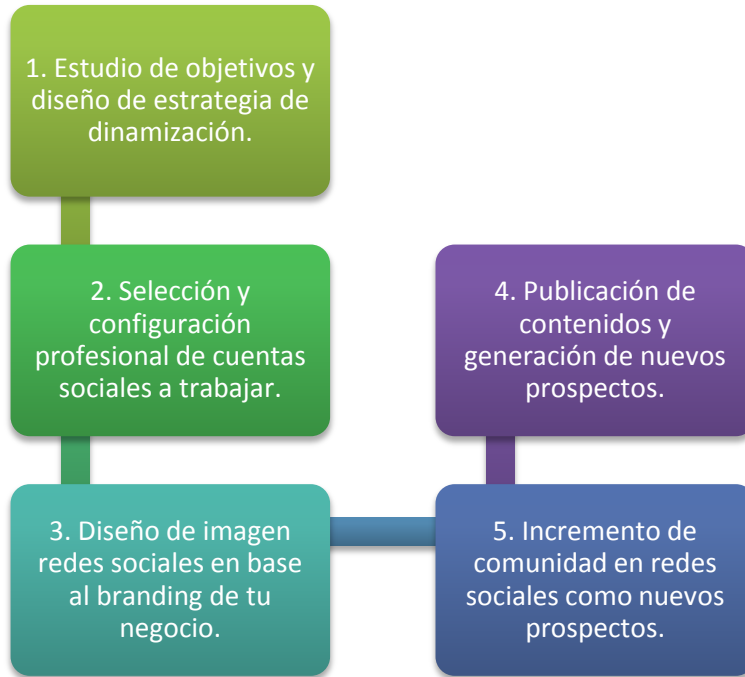 1. Estudio de objetivos y
diseño de estrategia de
dinamización.
2. Selección y
configuración
profesional de cuentas
sociales a trabajar.
3. Diseño de imagen
redes sociales en base
al branding de tu
negocio.
4. Publicación de
contenidos y
generación de nuevos
prospectos.
5. Incremento de
comunidad en redes
sociales como nuevos
prospectos.